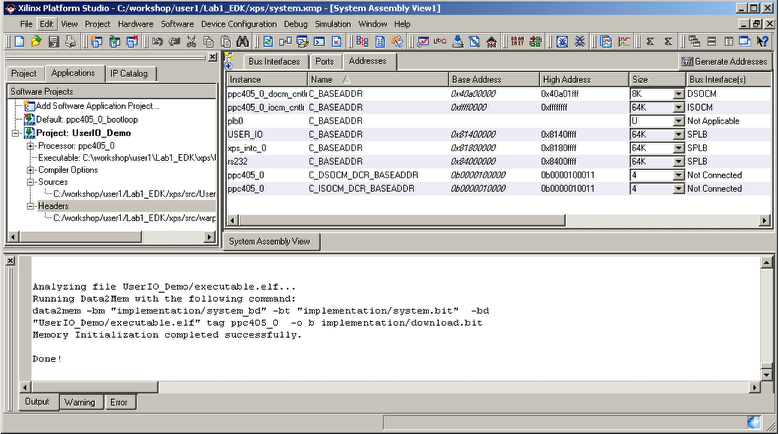 Xilinx Platform Studio - C:/workshop/user1/Lab1_EDK/xps/system.xmp - [System Assembly View1]
File Edit View Project Hardware Software Device Configuration Debug Simulation Window Help
Bus Interfaces Ports Addresses Generate Addresses
Project Applications IP Catalog
Software Projects
Add Software Application Project...
Default: ppc405_0_bootloop
Project: UserIO_Demo
Processor: ppc405_0
Executable: C:\workshop\user1\Lab1_EDK\xps\
Compiler Options
Sources
C:/workshop/user1/Lab1_EDK/xps/src/User
Headers
C:/workshop/user1/Lab1_EDK/xps/src/warp
Instance Name Base Address High Address Size Bus Interface(s)
ppc405_0_docm_cntlr C_BASEADDR 0x40a00000 0x40a01fff 8K DSOCM
ppc405_0_iocm_cntlr C_BASEADDR 0xffff0000 0xffffffff 64K ISOCM
plb0 C_BASEADDR U Not Applicable
USER_IO C_BASEADDR 0x81400000 0x8140ffff 64K SPLB
xps_intc_0 C_BASEADDR 0x81800000 0x8180ffff 64K SPLB
rs232 C_BASEADDR 0x84000000 0x8400ffff 64K SPLB
ppc405_0 C_DSOCM_DCR_BASEADDR 0b0000100000 0b0000100011 4 Not Connected
ppc405_0 C_ISOCM_DCR_BASEADDR 0b0000010000 0b0000010011 4 Not Connected
System Assembly View
Analyzing file UserIO_Demo/executable.elf...
Running Data2Mem with the following command:
data2mem -bm "implementation/system_bd" -bt "implementation/system.bit" -bd
"UserIO_Demo/executable.elf" tag ppc405_0 -o b implementation/download.bit
Memory Initialization completed successfully.
Done!
Output Warning Error